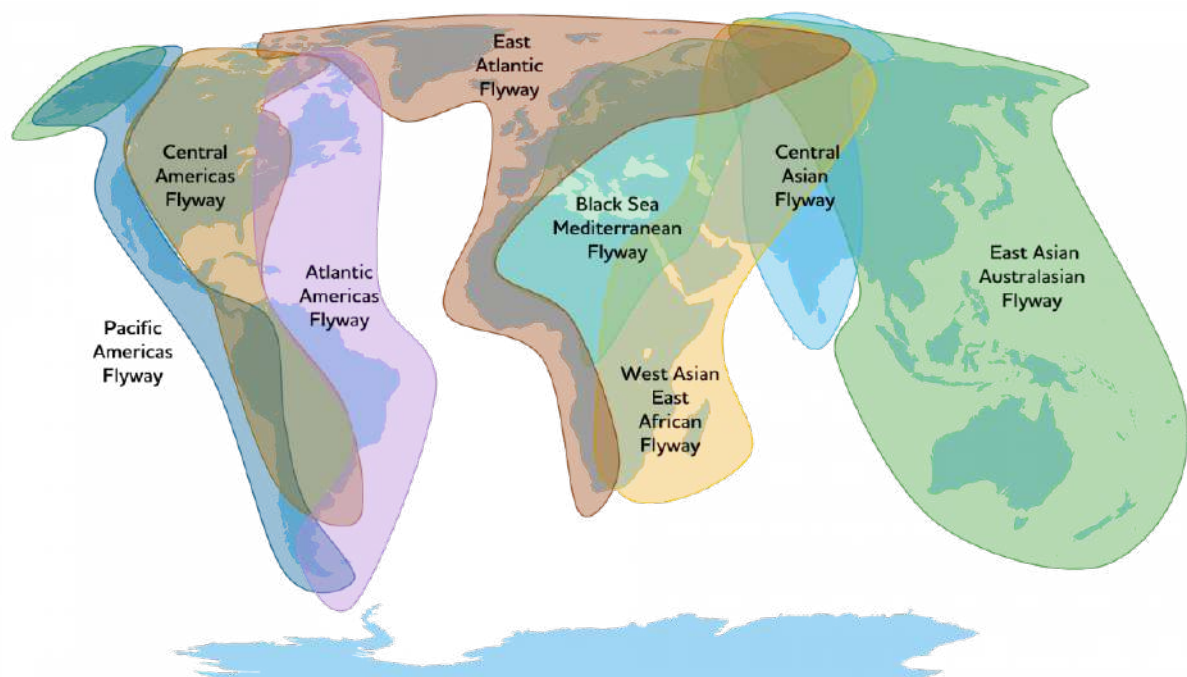 East
Atlantic
Flyway
Central
Americas
Flyway
Central
Asian
Flyway
Black Sea
Mediterranean
Flyway
East Asian
Australasian
Flyway
Atlantic
Americas
Flyway
Pacific
Americas
Flyway
West Asian
East
African
Flyway